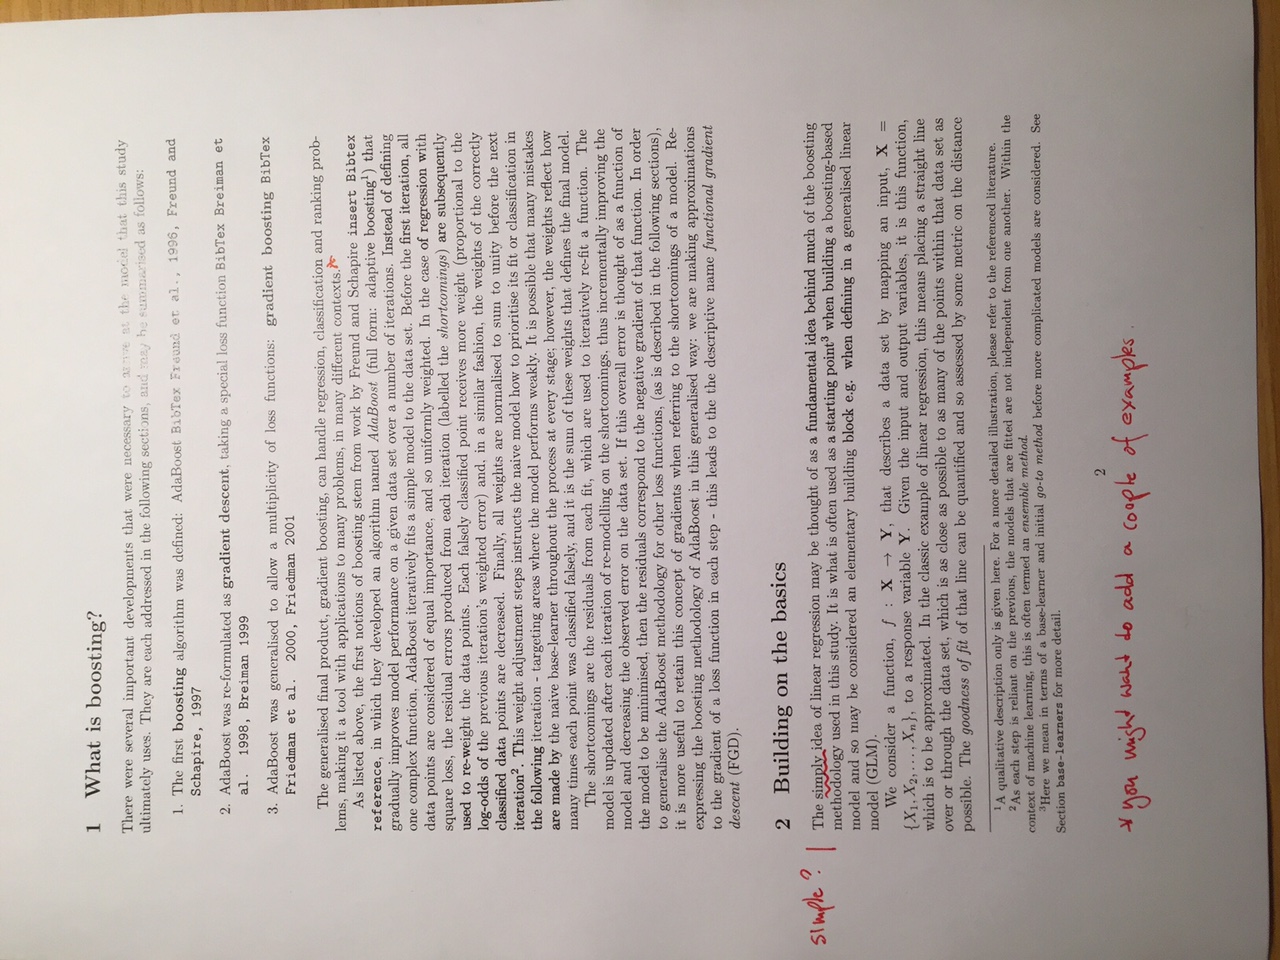 1 What is boosting?
There were several important developments that were necessary to arrive at the model that this study
ultimately uses. They are each addressed in the following sections, and may be summarised as follows:
1. The first boosting algorithm was defined: AdaBoost BibTex Freund et al., 1996, Freund and
Schapire, 1997
2. AdaBoost was re-formulated as gradient descent, taking a special loss function BibTex Breiman et
al. 1998, Breiman 1999
3. AdaBoost was generalised to allow a multiplicity of loss functions: gradient boosting BibTex
Friedman et al. 2000, Friedman 2001
The generalised final product, gradient boosting, can handle regression, classification and ranking prob-
lems, making it a tool with applications to many problems, in many different contexts.*
As listed above, the first notions of boosting stem from work by Freund and Schapire insert Bibtex
reference, in which they developed an algorithm named AdaBoost (full form: adaptive boosting¹) that
gradually improves model performance on a given data set over a number of iterations. Instead of defining
one complex function, AdaBoost iteratively fits a simple model to the data set. Before the first iteration, all
data points are considered of equal importance, and so uniformly weighted. In the case of regression with
square loss, the residual errors produced from each iteration (labelled the shortcomings) are subsequently
used to re-weight the data points. Each falsely classified point receives more weight (proportional to the
log-odds of the previous iteration's weighted error) and, in a similar fashion, the weights of the correctly
classified data points are decreased. Finally, all weights are normalised to sum to unity before the next
iteration². This weight adjustment steps instructs the naive model how to prioritise its fit or classification in
the following iteration - targeting areas where the model performs weakly. It is possible that many mistakes
are made by the naive base-learner throughout the process at every stage; however, the weights reflect how
many times each point was classified falsely, and it is the sum of these weights that defines the final model.
The shortcomings are the residuals from each fit, which are used to iteratively re-fit a function. The
model is updated after each iteration of re-modelling on the shortcomings, thus incrementally improving the
model and decreasing the observed error on the data set. If this overall error is thought of as a function of
the model to be minimised, then the residuals correspond to the negative gradient of that function. In order
to generalise the AdaBoost methodology for other loss functions, (as is described in the following sections),
it is more useful to retain this concept of gradients when referring to the shortcomings of a model. Re-
expressing the boosting methodology of AdaBoost in this generalised way: we are making approximations
to the gradient of a loss function in each step - this leads to the the descriptive name functional gradient
descent (FGD).
2 Building on the basics
simple?
The simply idea of linear regression may be thought of as a fundamental idea behind much of the boosting
methodology used in this study. It is what is often used as a starting point³ when building a boosting-based
model and so may be considered an elementary building block e.g. when defining in a generalised linear
model (GLM).
We consider a function, f : X → Y, that describes a data set by mapping an input, X =
{X₁, X₂, . . . , Xₙ}, to a response variable Y. Given the input and output variables, it is this function,
which is to be approximated. In the classic example of linear regression, this means placing a straight line
over or through the data set, which is as close as possible to as many of the points within that data set as
possible. The goodness of fit of that line can be quantified and so assessed by some metric on the distance
¹A qualitative description only is given here. For a more detailed illustration, please refer to the referenced literature.
²As each step is reliant on the previous, the models that are fitted are not independent from one another. Within the
context of machine learning, this is often termed an ensemble method.
³Here we mean in terms of a base-learner and initial go-to method before more complicated models are considered. See
Section base-learners for more detail.
2
* you might want to add a couple of examples.